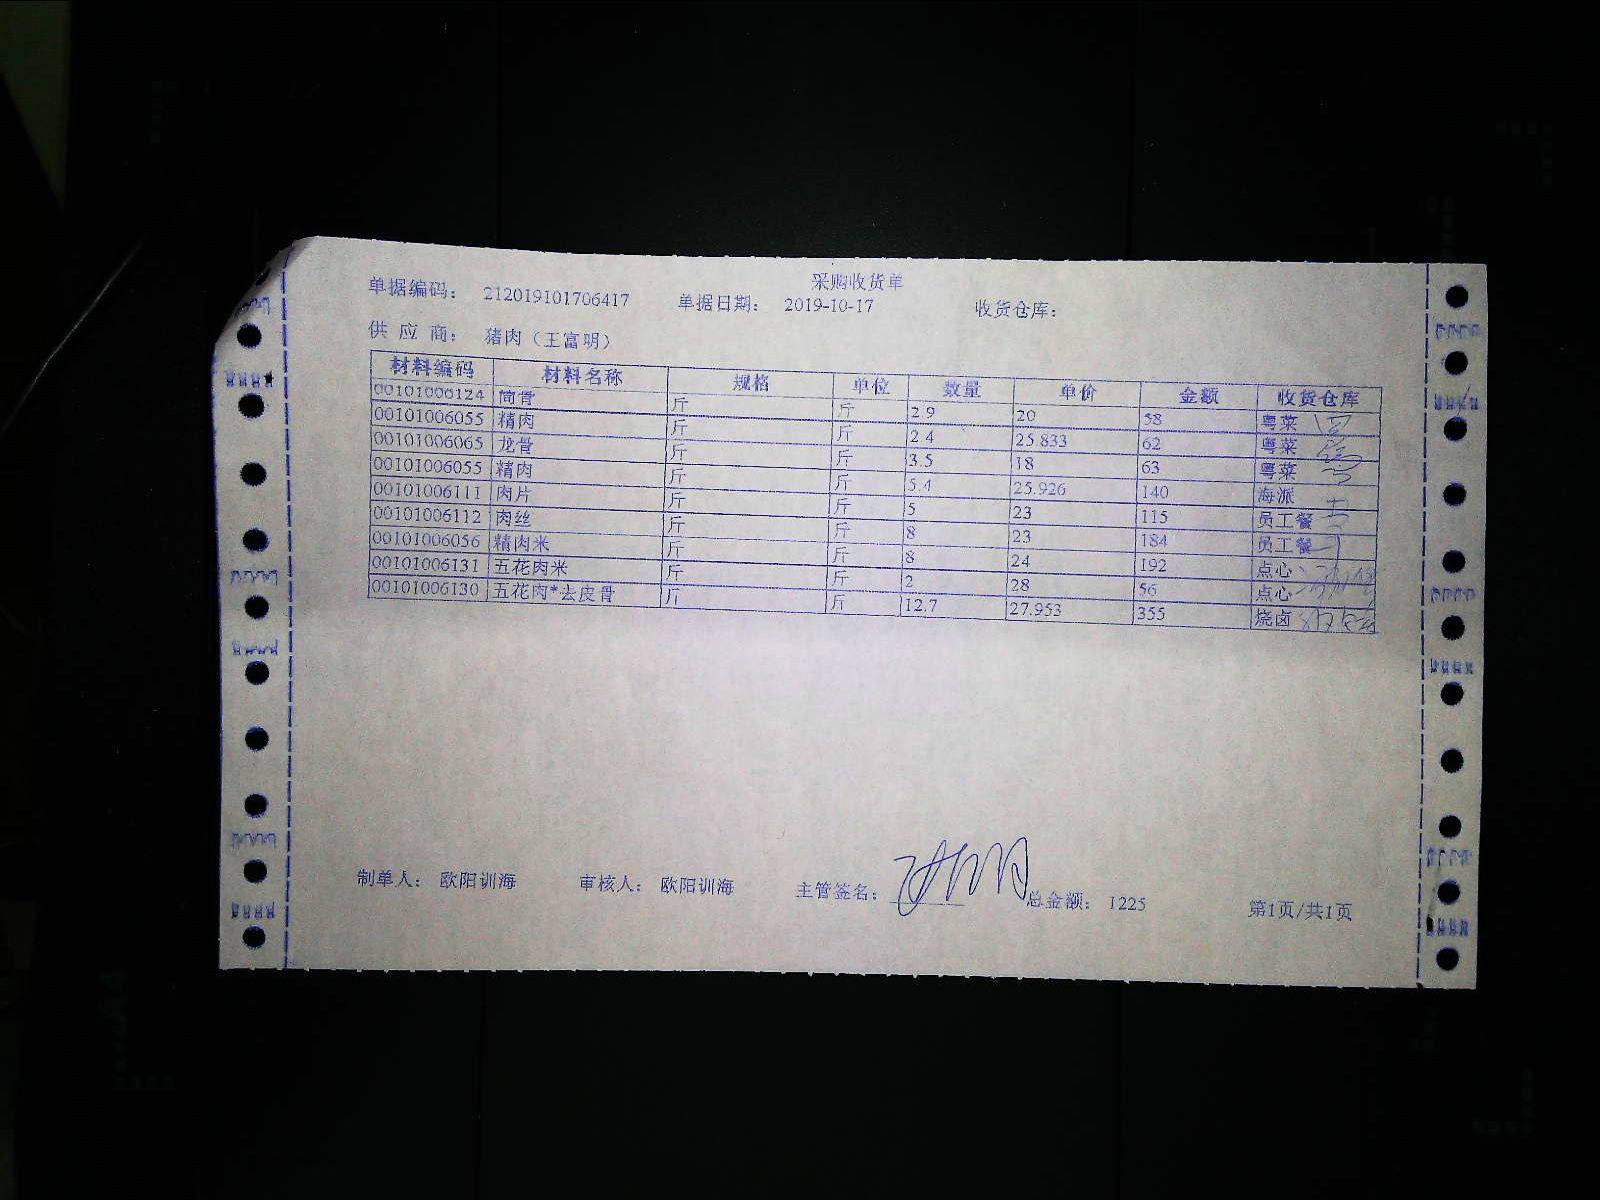 采购收货单
单据编码： 212019101706417 单据日期： 2019-10-17 收货仓库：
供 应 商： 猪肉（王富明）
材料编码 材料名称 规格 单位 数量 单价 金额 收货仓库
00101006124 筒骨 斤 斤 2.9 20 58 粤菜
00101006055 精肉 斤 斤 2.4 25.833 62 粤菜
00101006065 龙骨 斤 斤 3.5 18 63 粤菜
00101006055 精肉 斤 斤 5.4 25.926 140 海派
00101006111 肉片 斤 斤 5 23 115 员工餐
00101006112 肉丝 斤 斤 8 23 184 员工餐
00101006056 精肉米 斤 斤 8 24 192 点心
00101006131 五花肉米 斤 斤 2 28 56 点心
00101006130 五花肉*去皮骨 斤 斤 12.7 27.953 355 烧卤
制单人： 欧阳训海 审核人： 欧阳训海 主管签名： 总金额： 1225 第1页/共1页